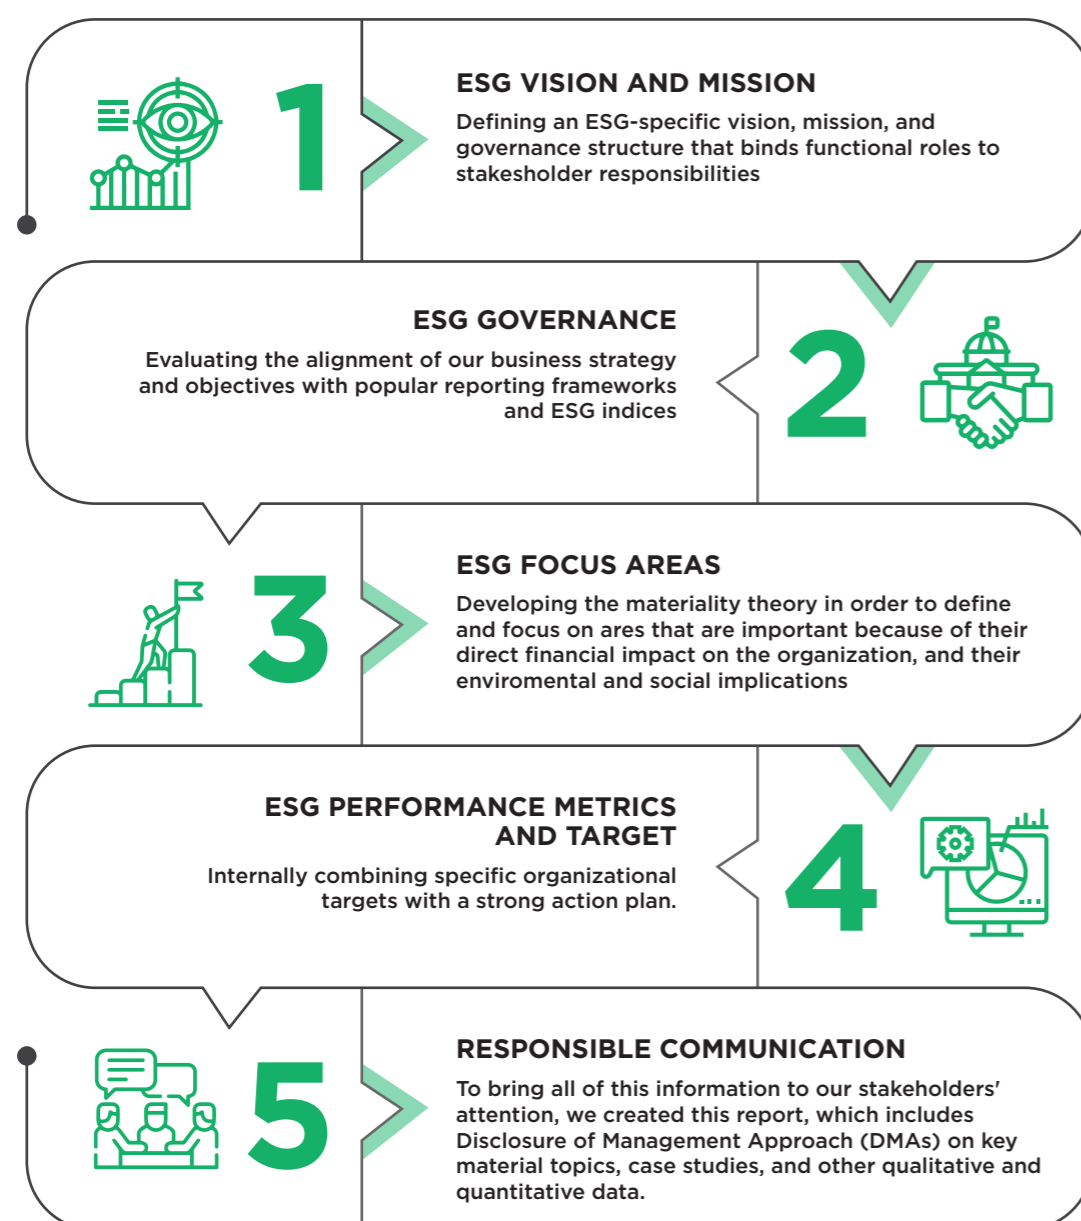 1
ESG VISION AND MISSION
Defining an ESG-specific vision, mission, and
governance structure that binds functional roles to
stakesholder responsibilities
ESG GOVERNANCE
Evaluating the alignment of our business strategy
and objectives with popular reporting frameworks
and ESG indices
2
3
ESG FOCUS AREAS
Developing the materiality theory in order to define
and focus on ares that are important because of their
direct financial impact on the organization, and their
enviromental and social implications
ESG PERFORMANCE METRICS
AND TARGET
Internally combining specific organizational
targets with a strong action plan.
4
5
RESPONSIBLE COMMUNICATION
To bring all of this information to our stakeholders'
attention, we created this report, which includes
Disclosure of Management Approach (DMAs) on key
material topics, case studies, and other qualitative and
quantitative data.